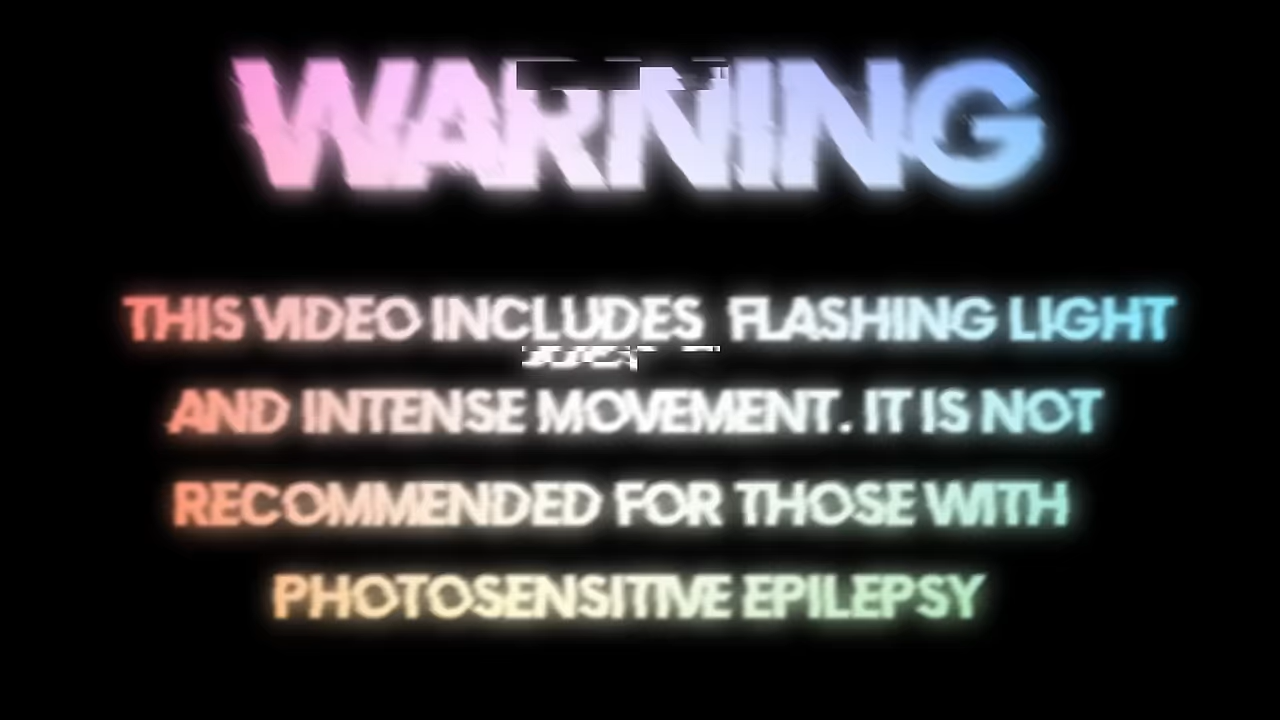 WARNING
THIS VIDEO INCLUDES FLASHING LIGHT
AND INTENSE MOVEMENT. IT IS NOT
RECOMMENDED FOR THOSE WITH
PHOTOSENSITIVE EPILEPSY